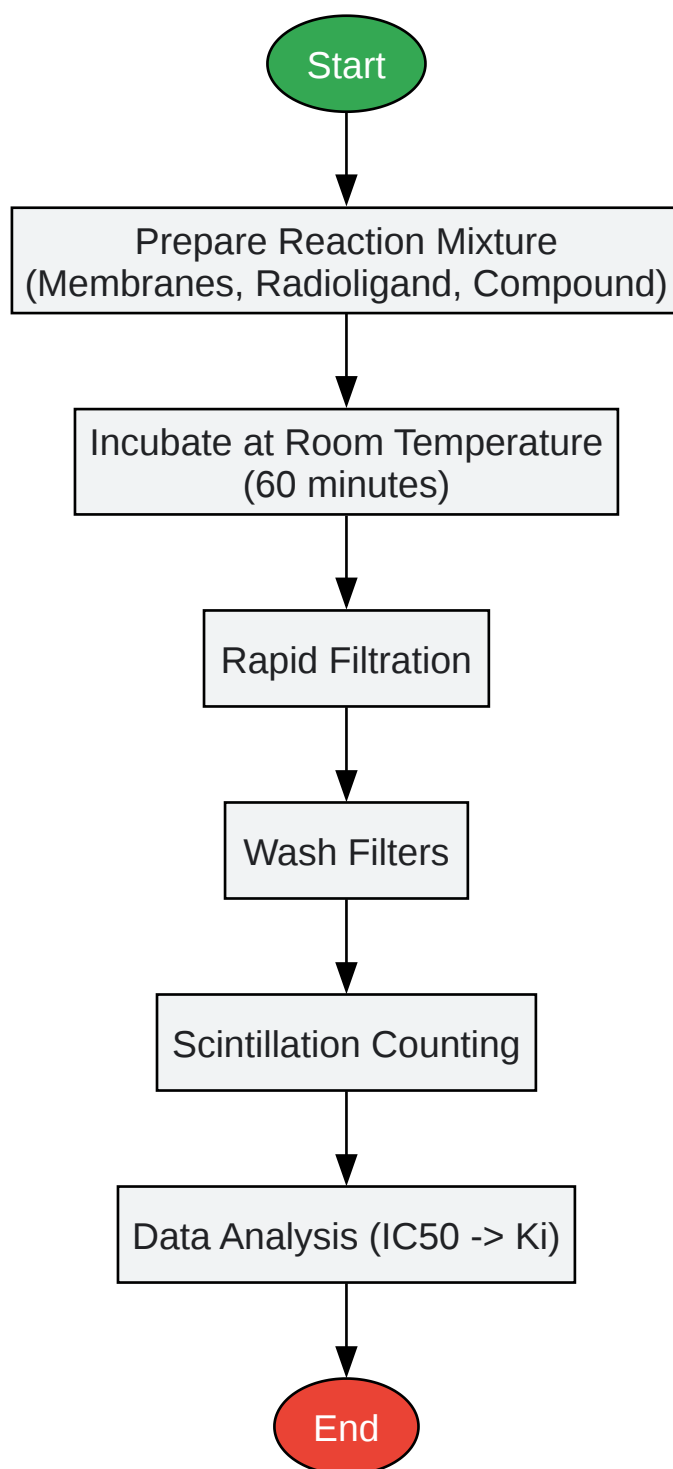 Start
Prepare Reaction Mixture
(Membranes, Radioligand, Compound)
Incubate at Room Temperature
(60 minutes)
Rapid Filtration
Wash Filters
Scintillation Counting
Data Analysis (IC50 -> Ki)
End